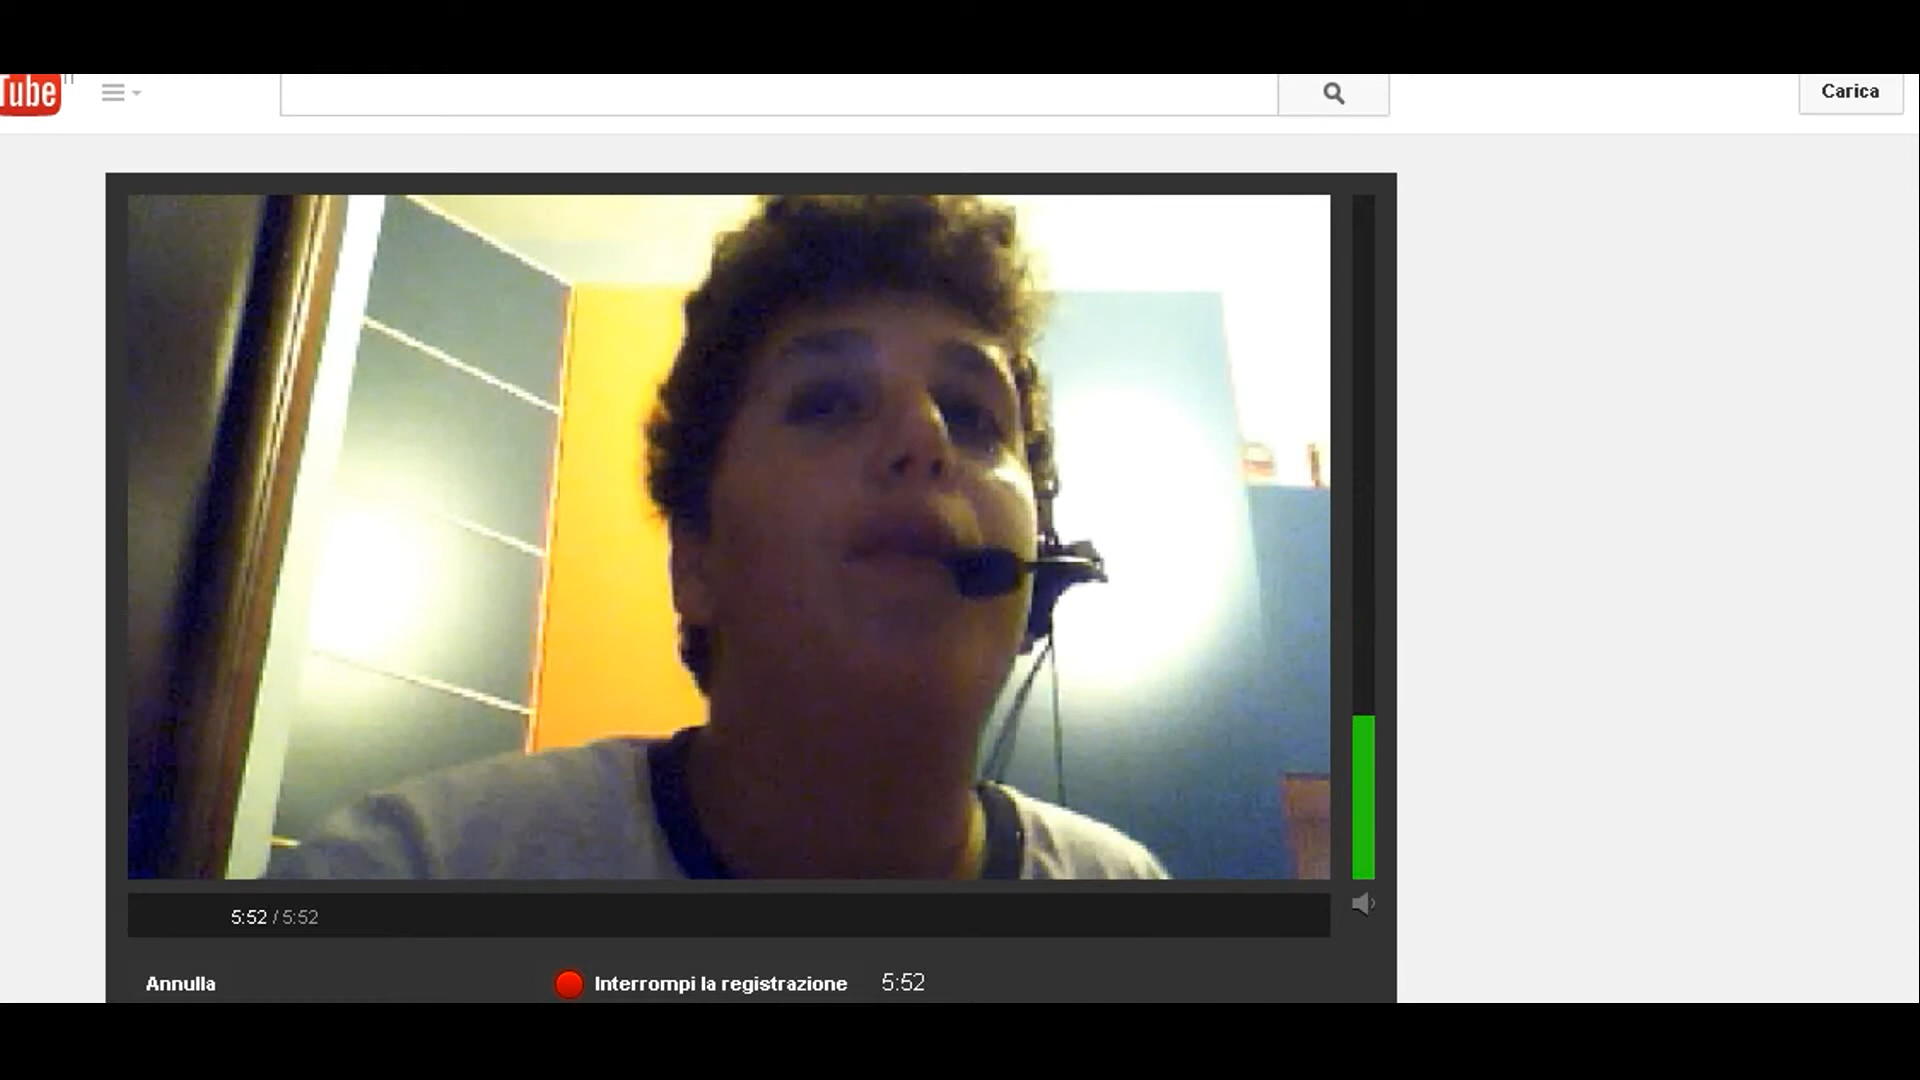 Tube
Carica
5:52 / 5:52
Annulla
Interrompi la registrazione
5:52